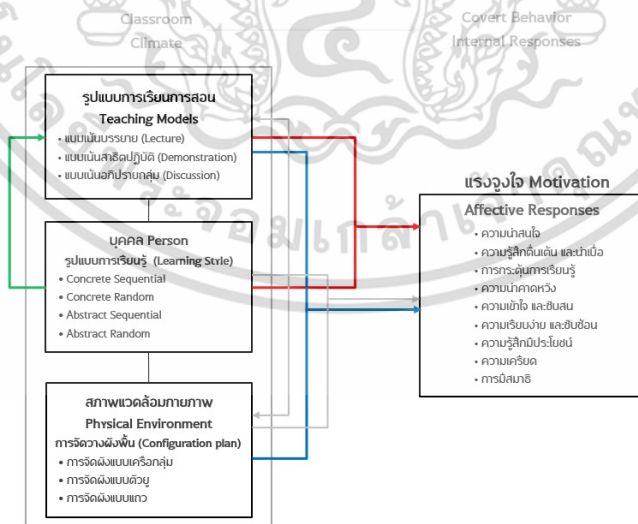 Classroom
Climate
Covert Behavior
Internal Responses
รูปแบบการเรียนการสอน
Teaching Models
• แบบเน้นบรรยาย (Lecture)
• แบบเน้นสาธิตปฏิบัติ (Demonstration)
• แบบเน้นอภิปรายกลุ่ม (Discussion)
บุคคล Person
รูปแบบการเรียนรู้ (Learning Style)
• Concrete Sequential
• Concrete Random
• Abstract Sequential
• Abstract Random
สภาพแวดล้อมกายภาพ
Physical Environment
การจัดวางผังพื้น (Configuration plan)
• การจัดผังแบบเครือกลุ่ม
• การจัดผังแบบตัวยู
• การจัดผังแบบแถว
แรงจูงใจ Motivation
Affective Responses
• ความน่าสนใจ
• ความรู้สึกตื่นเต้น และน่าเบื่อ
• การกระตุ้นการเรียนรู้
• ความน่าคาดหวัง
• ความเข้าใจ และซับสน
• ความเรียบง่าย และซับซ้อน
• ความรู้สึกมีประโยชน์
• ความเครียด
• การมีสมาธิ